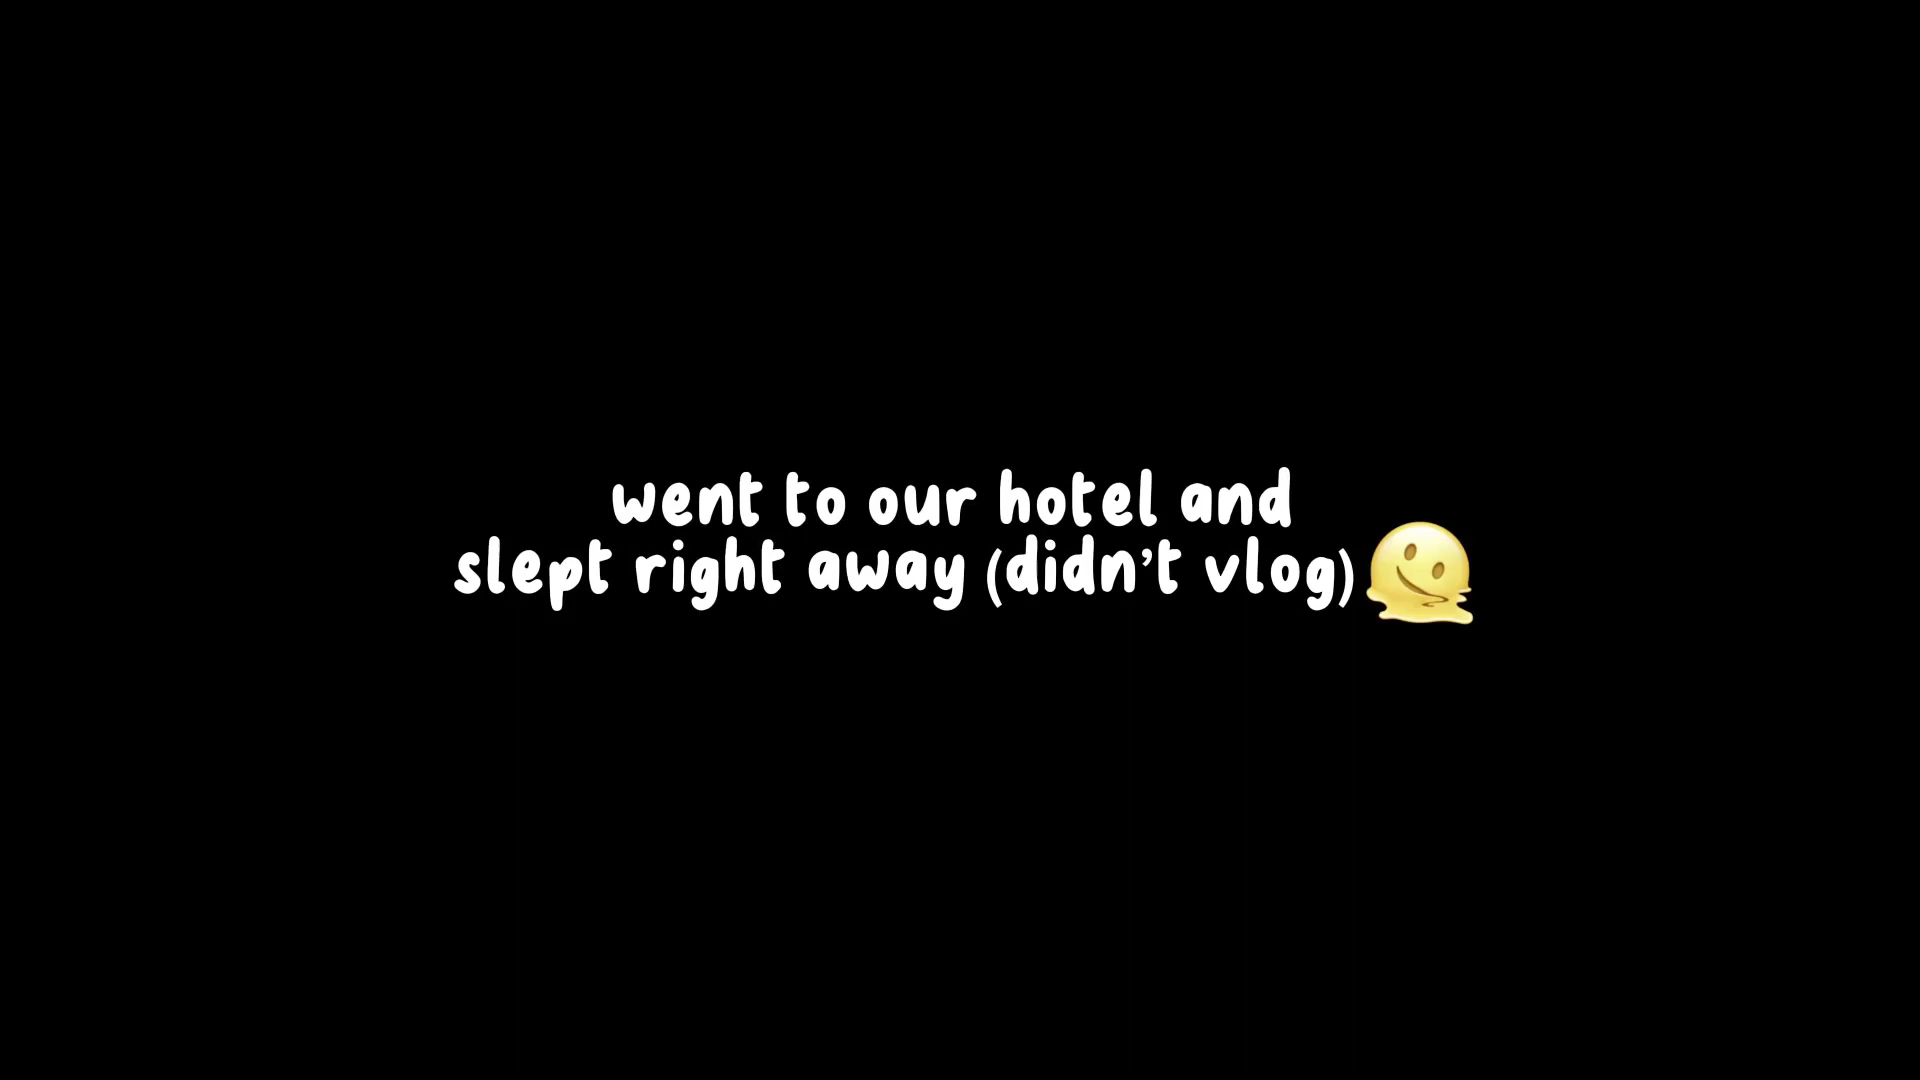 went to our hotel and
slept right away (didn't vlog) 🫠